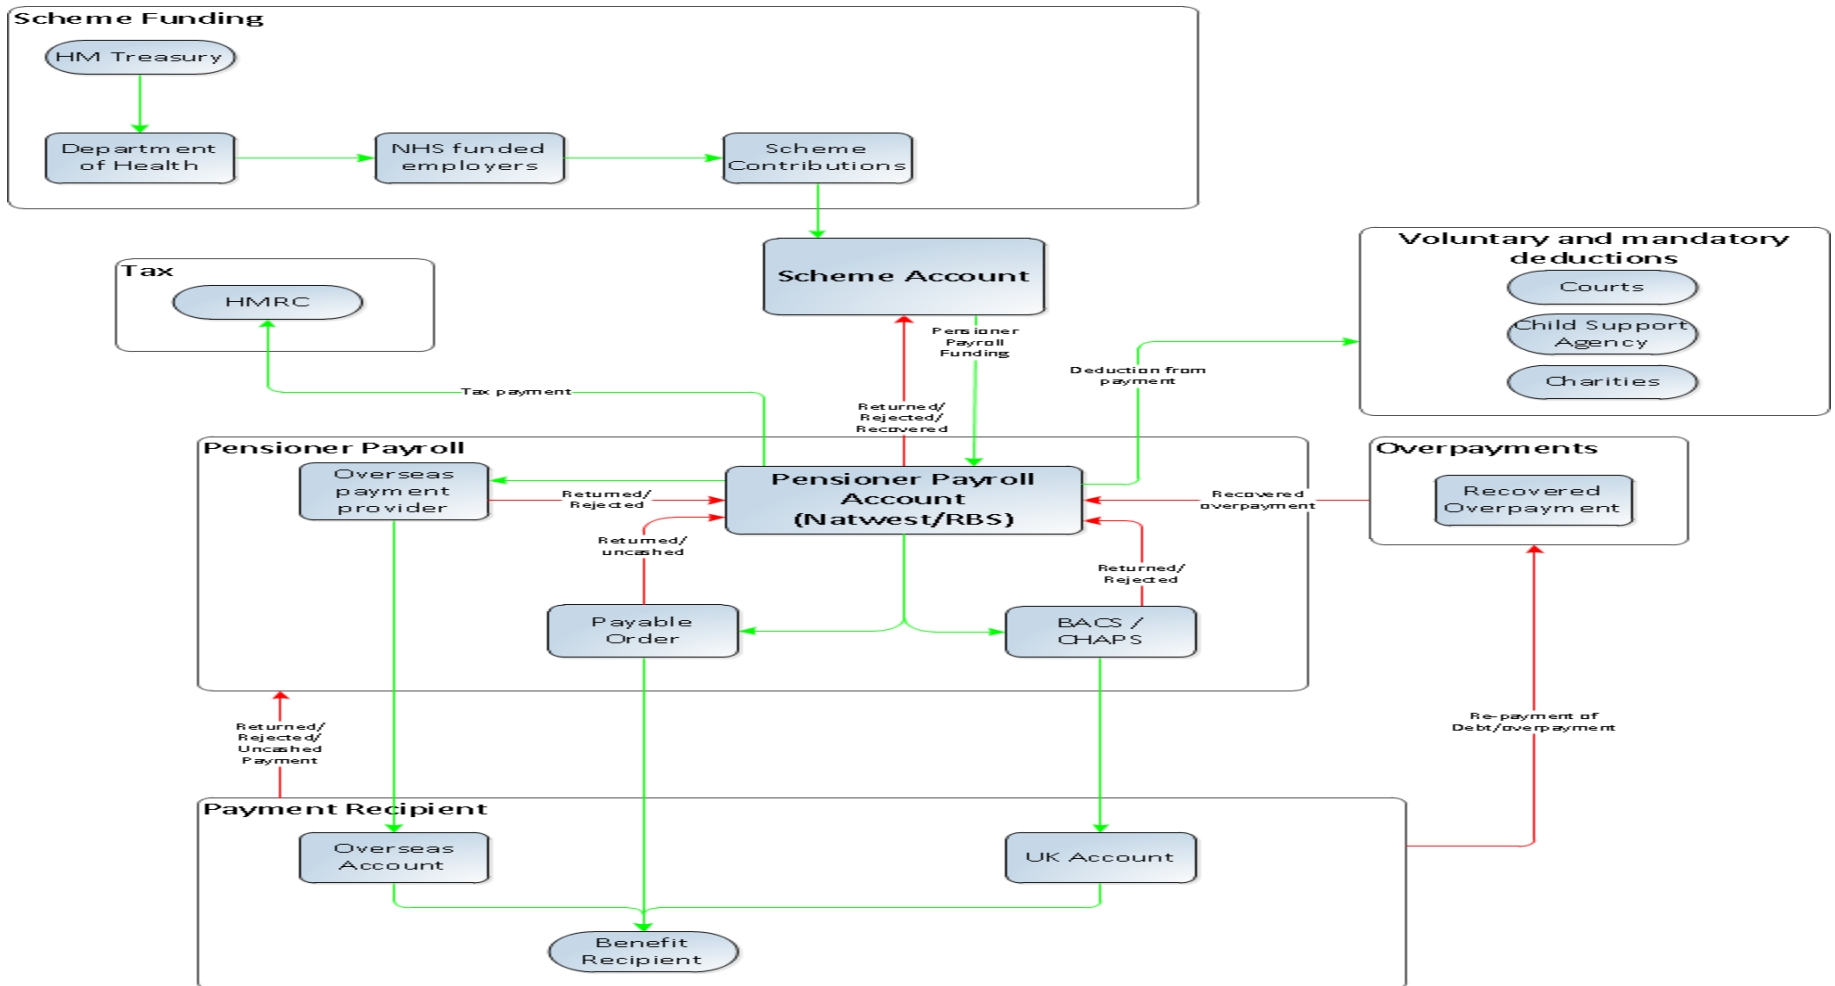 Scheme Funding
HM Treasury
Department
of Health
NHS funded
employers
Scheme
Contributions
Scheme Account
Tax
HMRC
Voluntary and mandatory
deductions
Courts
Child Support
Agency
Charities
Pensioner
Payroll
Funding
Deduction from
payment
Tax payment
Returned/
Rejected/
Recovered
Pensioner Payroll
Overseas
payment
provider
Returned/
Rejected
Pensioner Payroll
Account
(Natwest/RBS)
Recovered
overpayment
Overpayments
Recovered
Overpayment
Returned/
uncashed
Returned/
Rejected
Payable
Order
BACS /
CHAPS
Returned/
Rejected/
Uncashed
Payment
Re-payment of
Debt/overpayment
Payment Recipient
Overseas
Account
UK Account
Benefit
Recipient